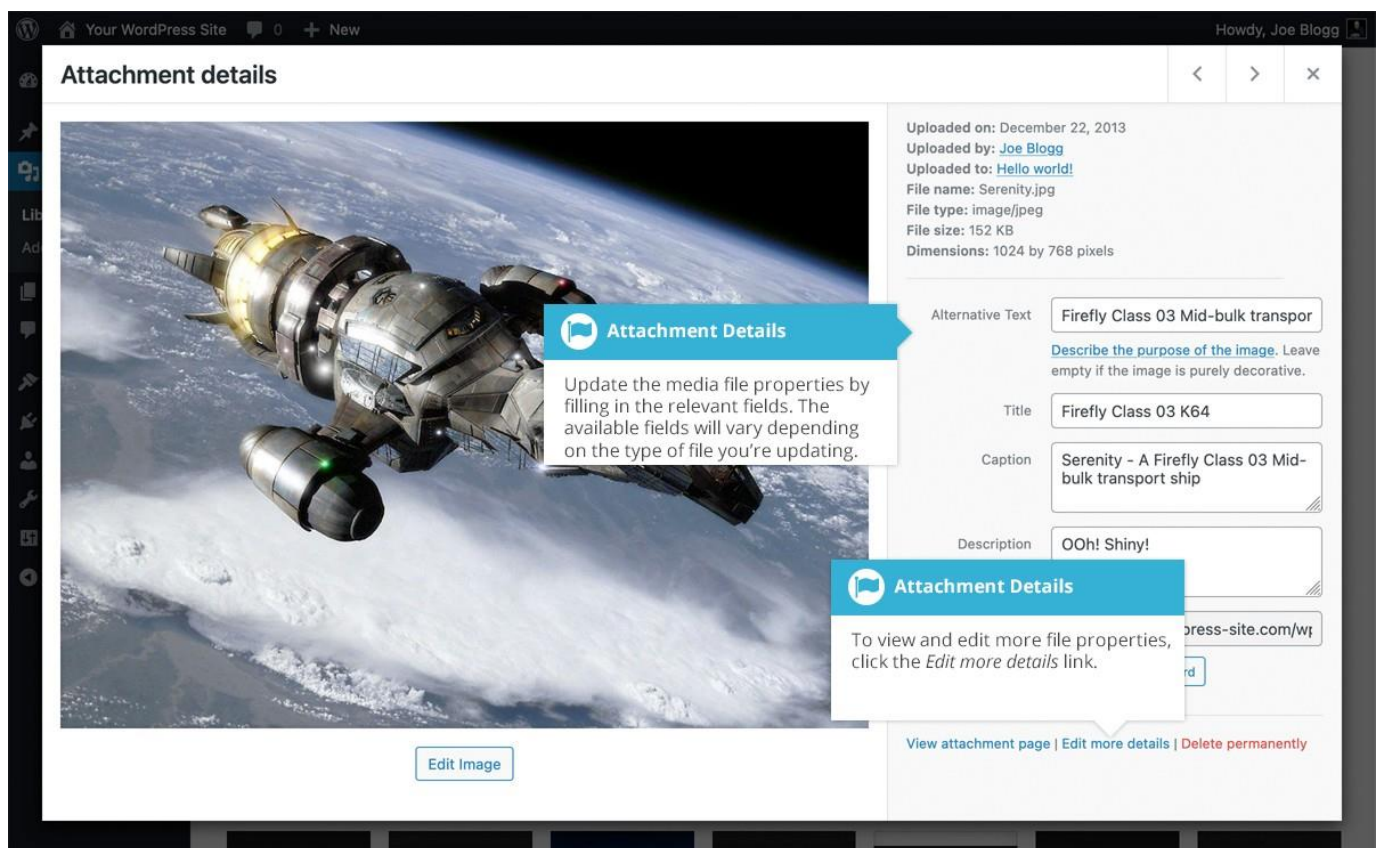 Your WordPress Site 0 + New
Howdy, Joe Blogg
Attachment details
Uploaded on: December 22, 2013
Uploaded by: Joe Blogg
Uploaded to: Hello world!
File name: Serenity.jpg
File type: image/jpeg
File size: 152 KB
Dimensions: 1024 by 768 pixels
Lib
Ad
Attachment Details
Update the media file properties by
filling in the relevant fields. The
available fields will vary depending
on the type of file you're updating.
Alternative Text
Firefly Class 03 Mid-bulk transpor
Describe the purpose of the image. Leave
empty if the image is purely decorative.
Title
Firefly Class 03 K64
Caption
Serenity - A Firefly Class 03 Mid-
bulk transport ship
Description
OOh! Shiny!
Attachment Details
To view and edit more file properties,
click the Edit more details link.
press-site.com/wp
rd
View attachment page | Edit more details | Delete permanently
Edit Image